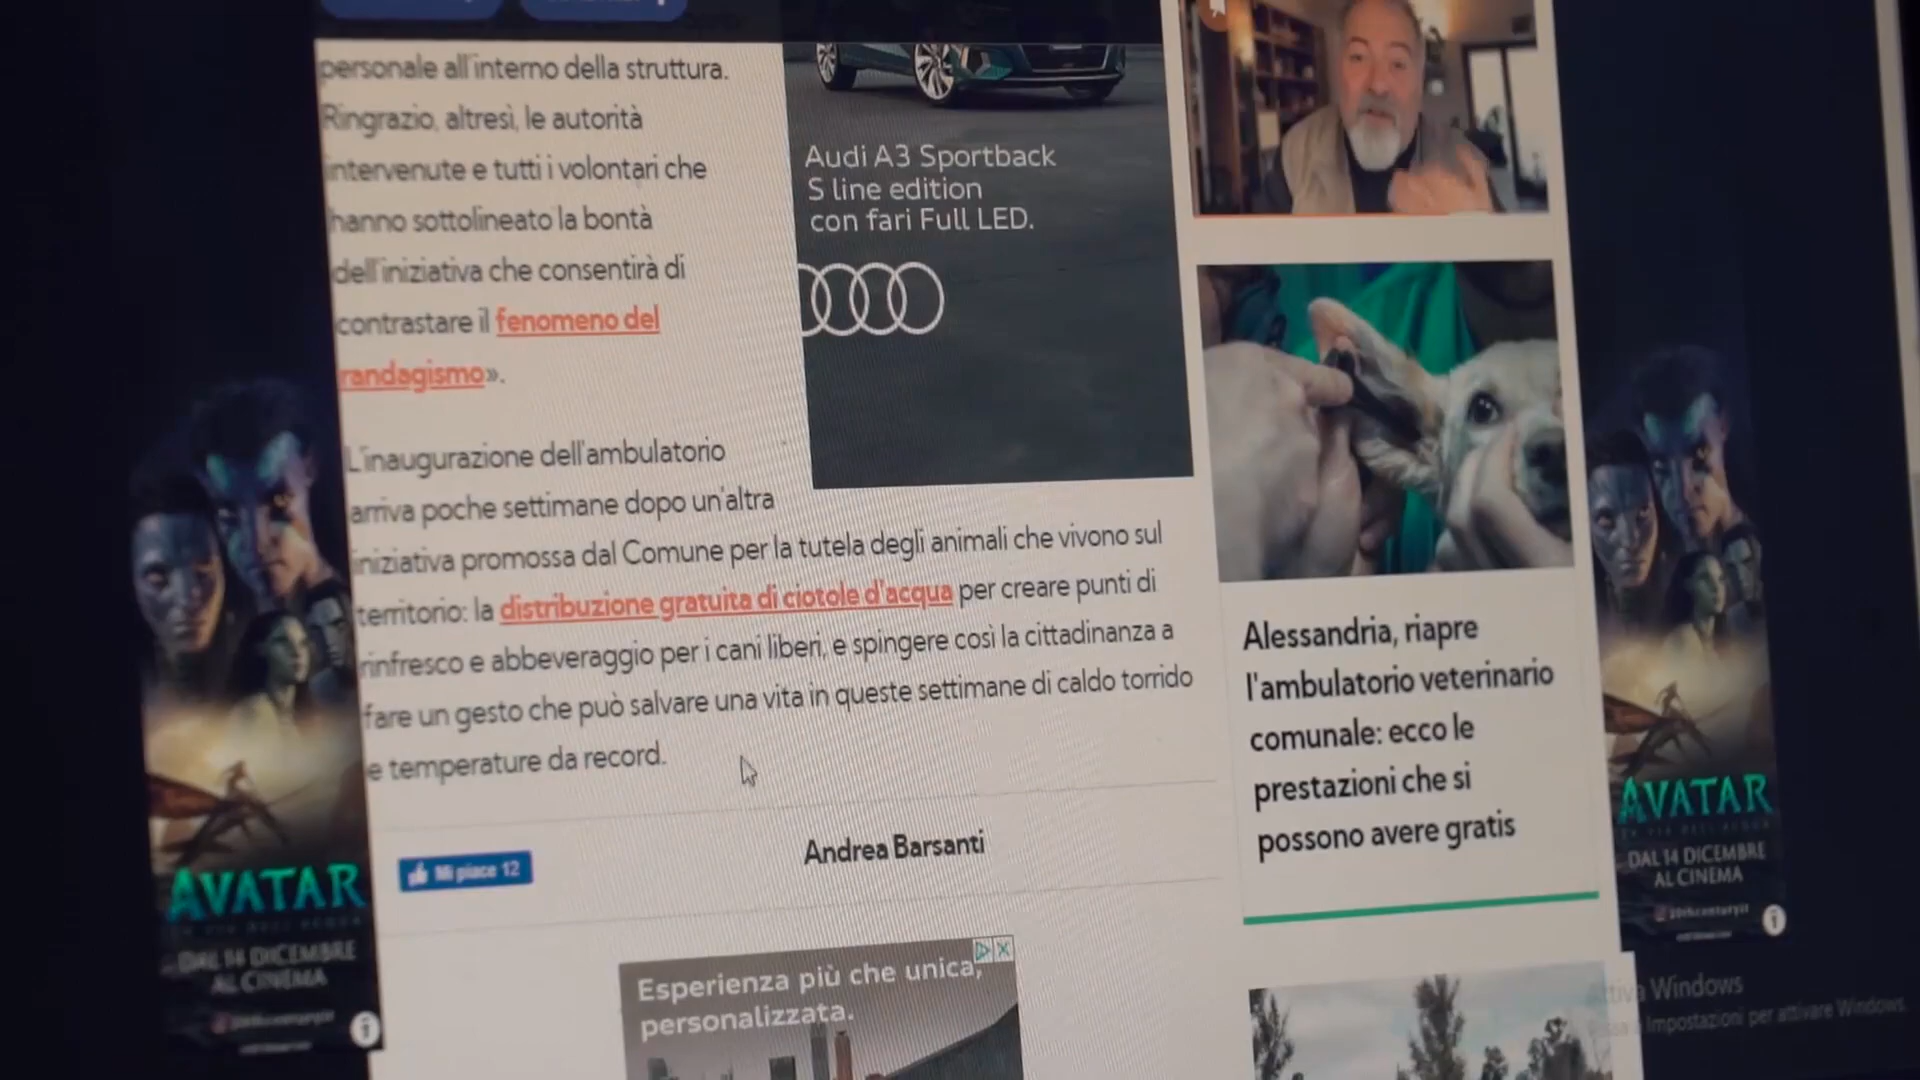 personale all'interno della struttura.
Ringrazio, altresì, le autorità
intervenute e tutti i volontari che
hanno sottolineato la bontà
dell'iniziativa che consentirà di
contrastare il fenomeno del
randagismo».
L'inaugurazione dell'ambulatorio
arriva poche settimane dopo un'altra
iniziativa promossa dal Comune per la tutela degli animali che vivono sul
territorio: la distribuzione gratuita di ciotole d'acqua per creare punti di
rinfresco e abbeveraggio per i cani liberi, e spingere così la cittadinanza a
fare un gesto che può salvare una vita in queste settimane di caldo torrido
e temperature da record.
Mi piace 12
Andrea Barsanti
Audi A3 Sportback
S line edition
con fari Full LED.
Esperienza più che unica,
personalizzata.
Alessandria, riapre
l'ambulatorio veterinario
comunale: ecco le
prestazioni che si
possono avere gratis
AVATAR
DAL 14 DICEMBRE
AL CINEMA
AVATAR
DAL 14 DICEMBRE
AL CINEMA
Attiva Windows
Impostazioni per attivare Windows.